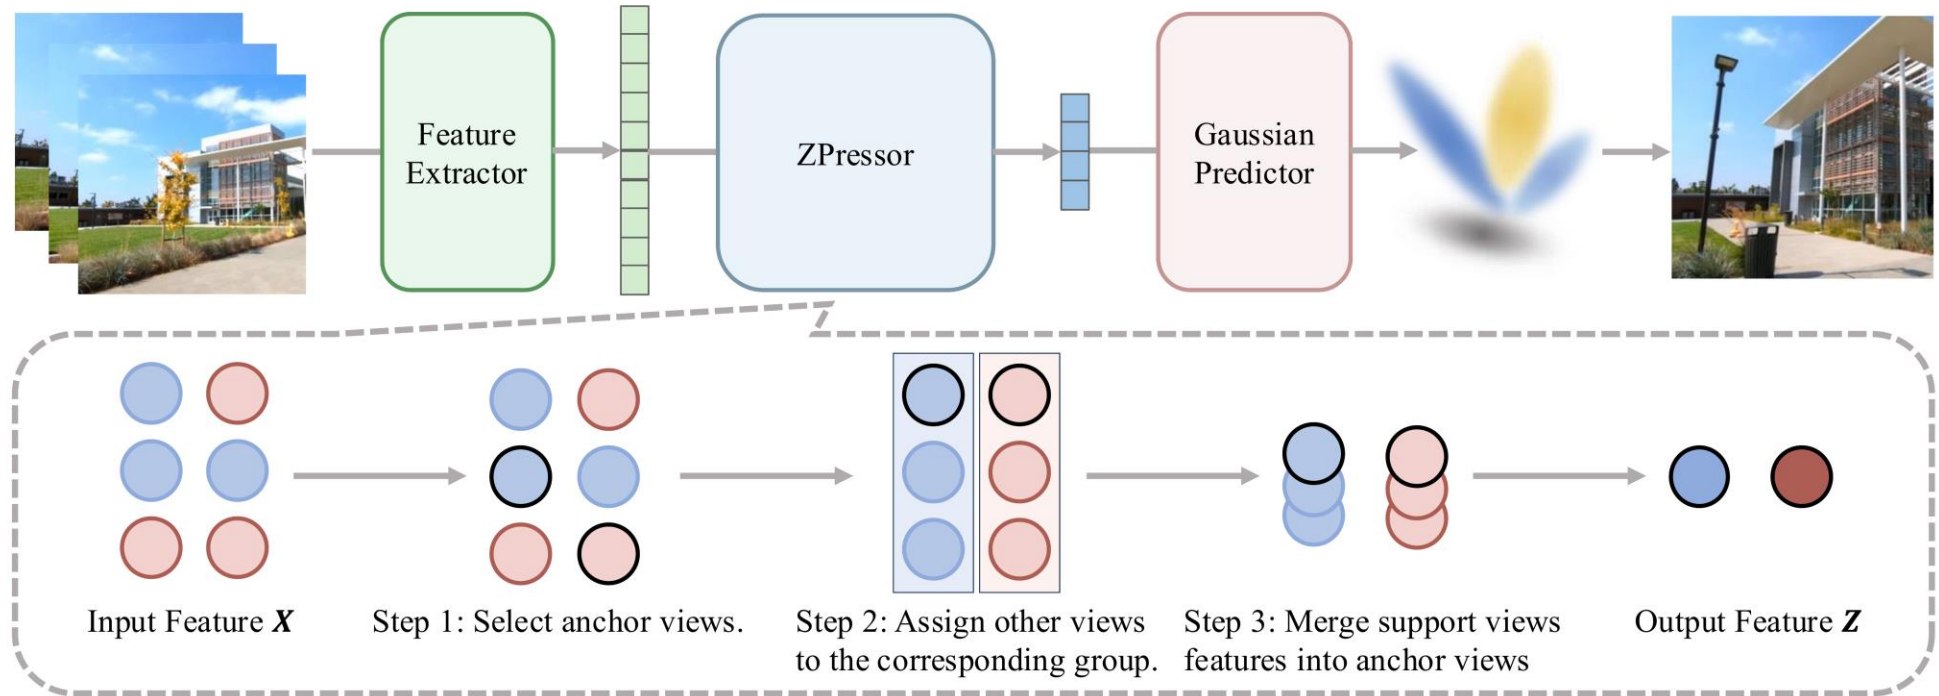 Feature
Extractor
ZPressor
Gaussian
Predictor
Input Feature X
Step 1: Select anchor views.
Step 2: Assign other views
to the corresponding group.
Step 3: Merge support views
features into anchor views
Output Feature Z